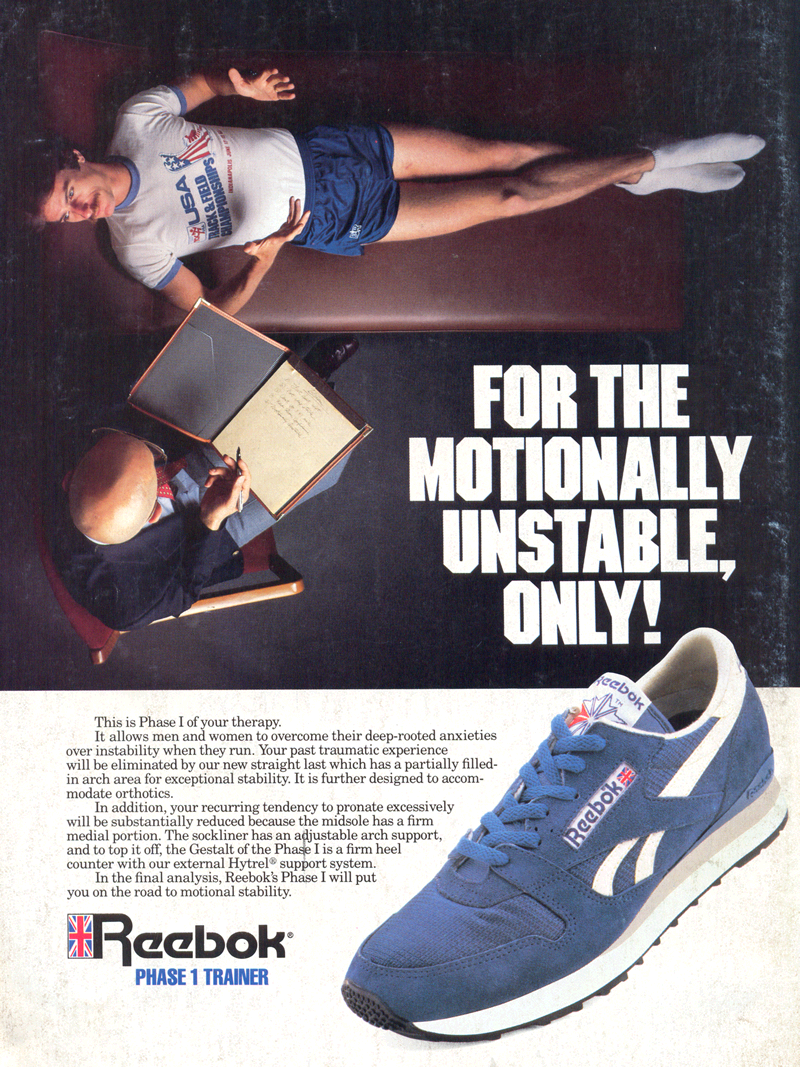 USA
TRACK & FIELD
CHAMPIONSHIPS
INDIANAPOLIS
FOR THE
MOTIONALLY
UNSTABLE,
ONLY!
This is Phase I of your therapy.
It allows men and women to overcome their deep-rooted anxieties
over instability when they run. Your past traumatic experience
will be eliminated by our new straight last which has a partially filled-
in arch area for exceptional stability. It is further designed to accom-
modate orthotics.
In addition, your recurring tendency to pronate excessively
will be substantially reduced because the midsole has a firm
medial portion. The sockliner has an adjustable arch support,
and to top it off, the Gestalt of the Phase I is a firm heel
counter with our external Hytrel® support system.
In the final analysis, Reebok's Phase I will put
you on the road to motional stability.
Reebok®
PHASE 1 TRAINER
Reebok
TM
Reebok
Reebok